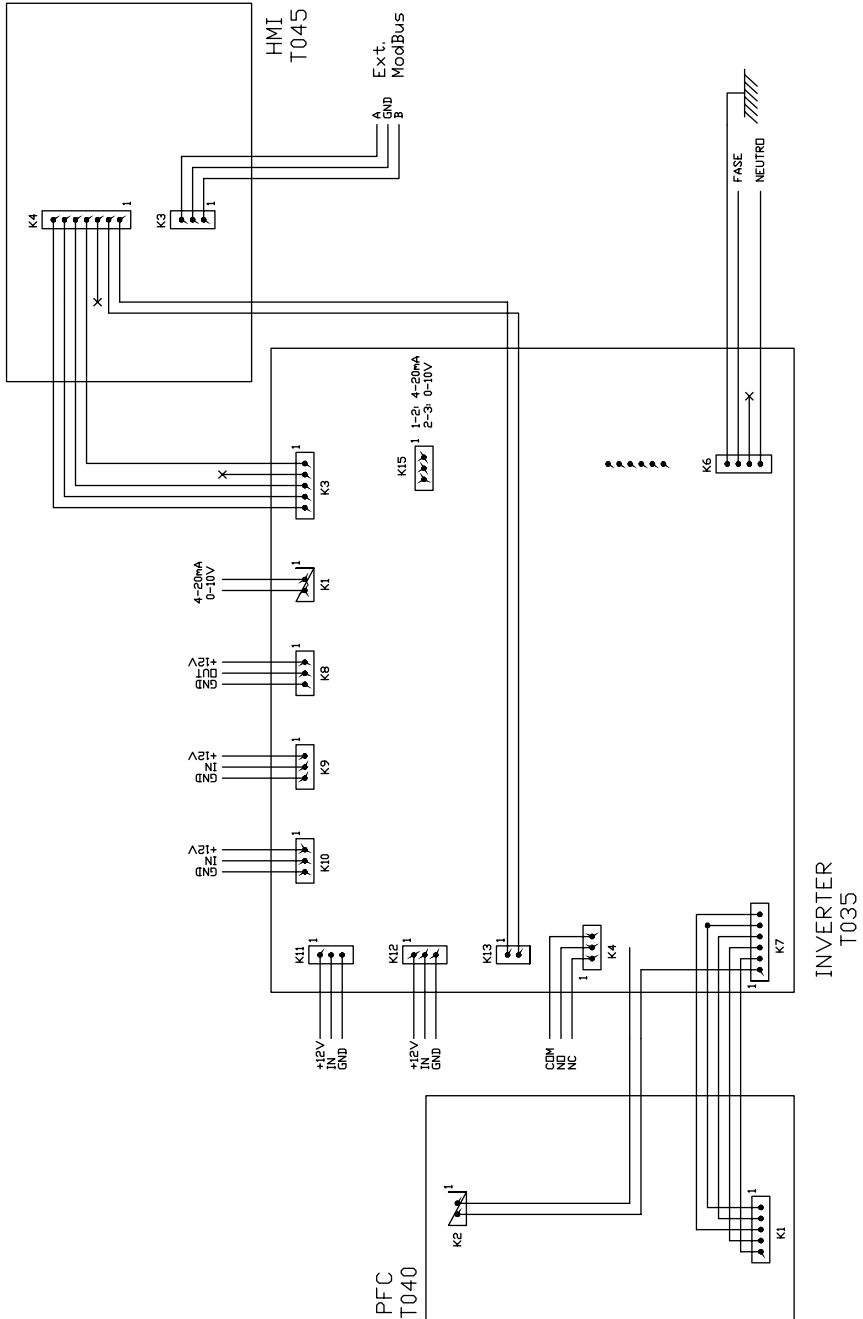 HMI
T045
Ext.
ModBus
A
GND
B
K4
1
K3
1
FASE
NEUTRO
1
K3
K15
1
1-2: 4-20mA
2-3: 0-10V
K6
4-20mA
0-10V
1
K1
+12V
OUT
GND
1
K8
+12V
IN
GND
1
K9
+12V
IN
GND
1
K10
K11
1
+12V
IN
GND
K12
1
+12V
IN
GND
K13
1
COM
NO
NC
K4
1
K7
1
INVERTER
T035
PFC
T040
K2
1
K1
1